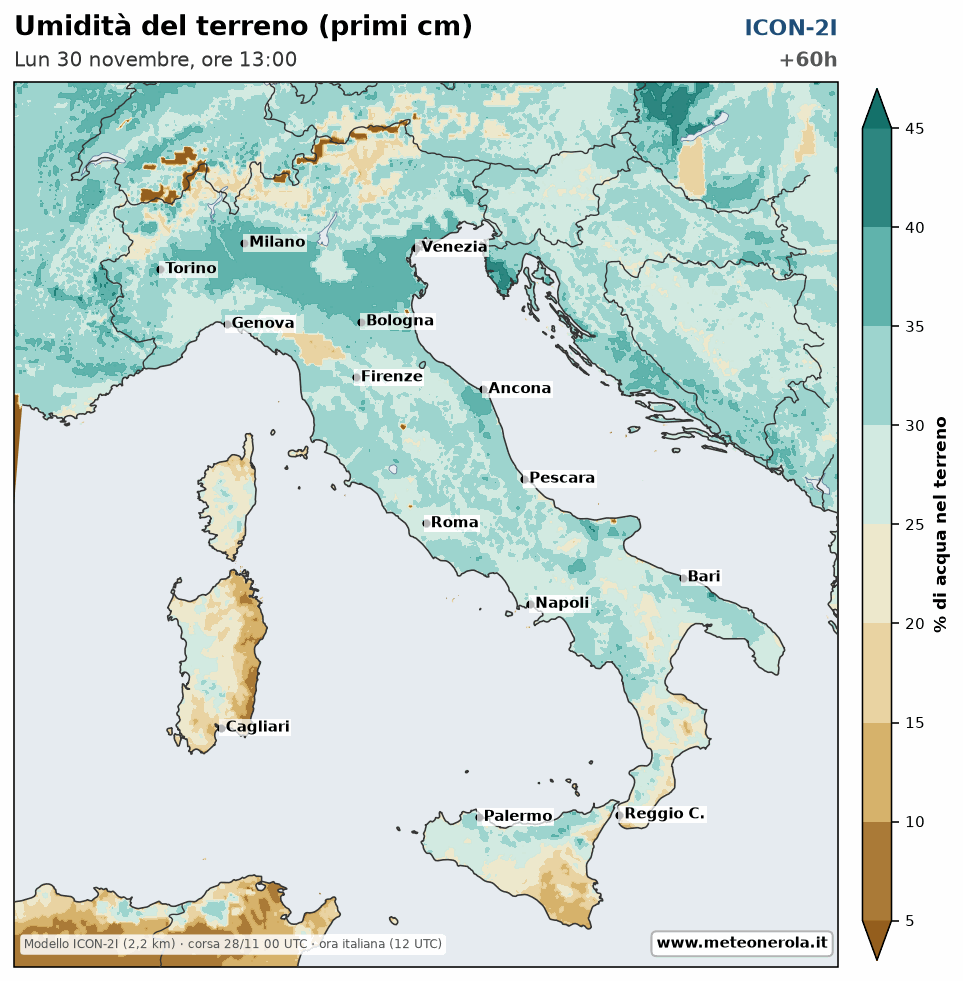 Umidità del terreno (primi cm)
ICON-2I
Lun 30 novembre, ore 13:00
+60h
Milano
Venezia
Torino
Genova
Bologna
Firenze
Ancona
Pescara
Roma
Bari
Napoli
Cagliari
Palermo
Reggio C.
45
40
35
30
25
20
15
10
5
% di acqua nel terreno
Modello ICON-2I (2,2 km) · corsa 28/11 00 UTC · ora italiana (12 UTC)
www.meteonerola.it